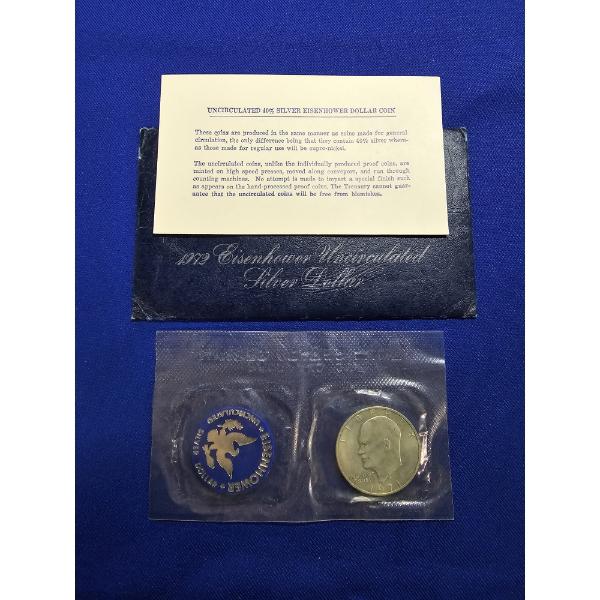 UNCIRCULATED 40% SILVER EISENHOWER DOLLAR COIN
These coins are produced in the same manner as coins made for general
circulation, the only difference being that they contain 40% silver where-
as those made for regular use will be cupro-nickel.
The uncirculated coins, unlike the individually produced proof coins, are
minted on high speed presses, moved along conveyors, and run through
counting machines. No attempt is made to impart a special finish such
as appears on the hand-processed proof coins. The Treasury cannot guar-
antee that the uncirculated coins will be free from blemishes.
1972 Eisenhower Uncirculated
Silver Dollar
EISENHOWER
UNCIRCULATED
SILVER
DOLLAR
LIBERTY
1971